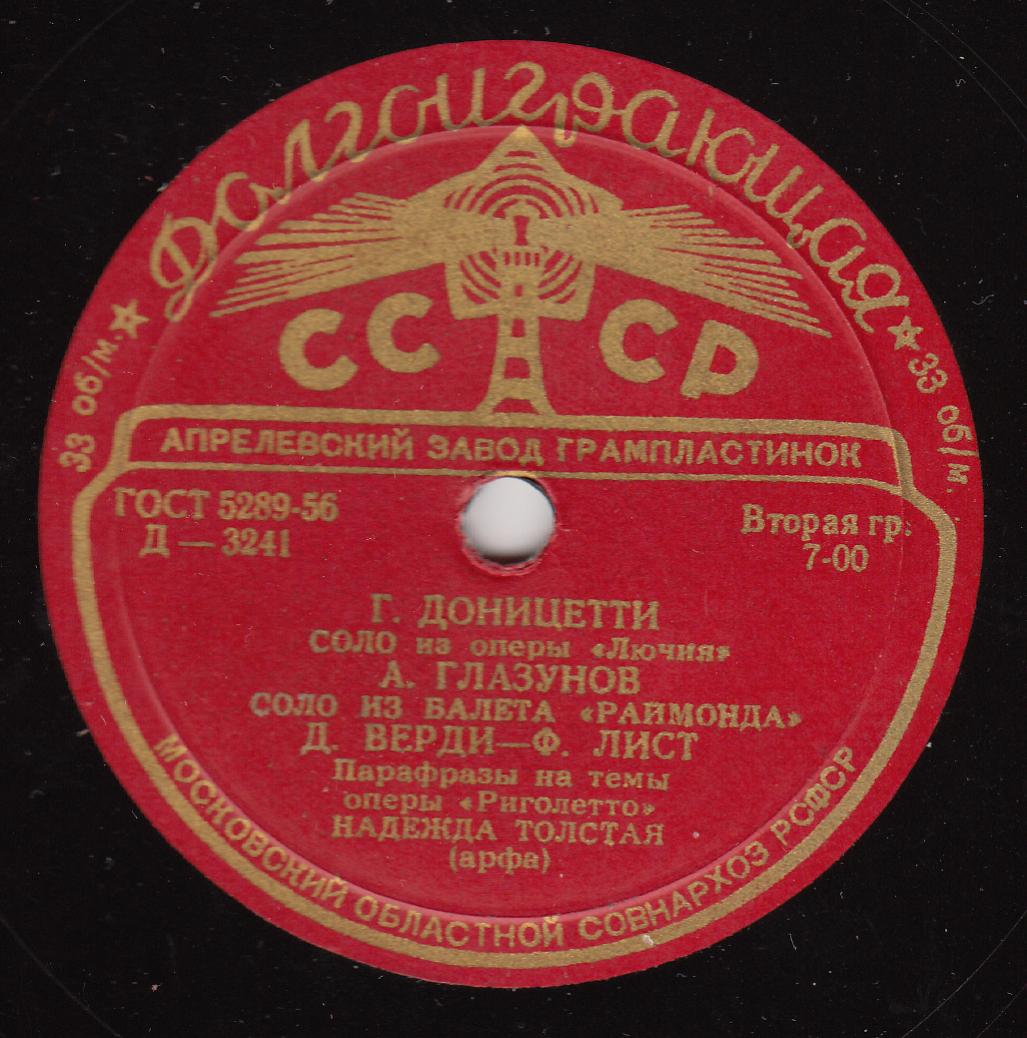 Долгоиграющая
33 об/м.
33 об/м.
СССР
АПРЕЛЕВСКИЙ ЗАВОД ГРАМПЛАСТИНОК
ГОСТ 5289-56
Д — 3241
Вторая гр.
7-00
Г. ДОНИЦЕТТИ
СОЛО из оперы «Лючия»
А. ГЛАЗУНОВ
СОЛО ИЗ БАЛЕТА «РАЙМОНДА»
Д. ВЕРДИ—Ф. ЛИСТ
Парафразы на темы
оперы «Риголетто»
НАДЕЖДА ТОЛСТАЯ
(арфа)
МОСКОВСКИЙ ОБЛАСТНОЙ СОВНАРХОЗ РСФСР